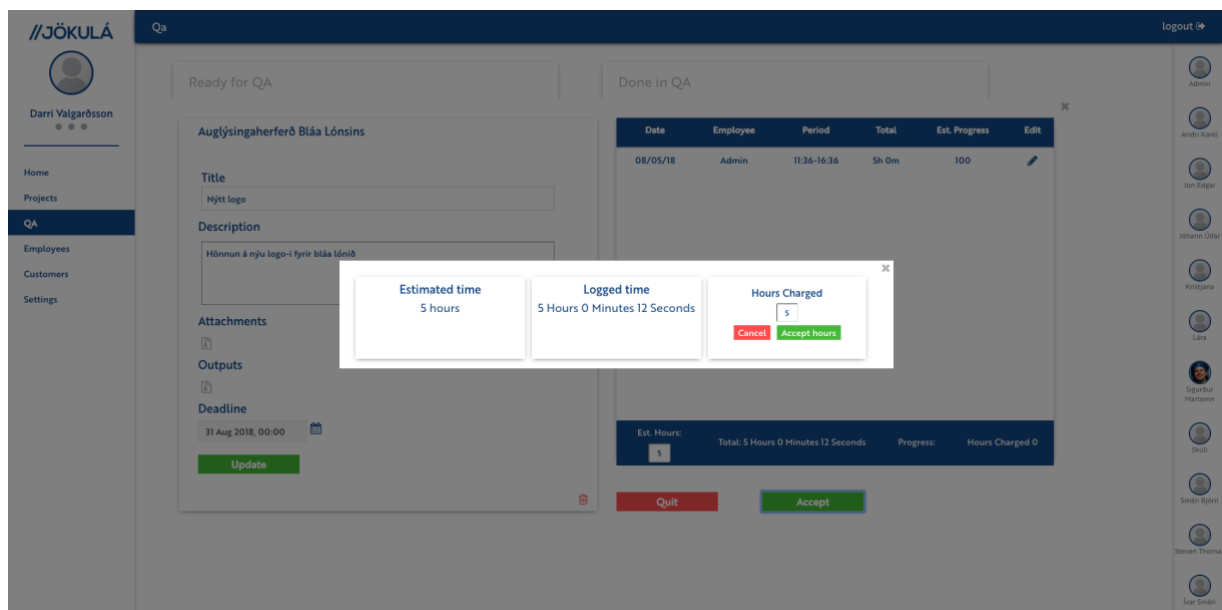 //JÖKULÁ
Darri Valgarðsson
Home
Projects
QA
Employees
Customers
Settings
Qa
logout
Ready for QA
Done in QA
Auglýsingaherferð Bláa Lónsins
Title
Nýtt logo
Description
Hönnun á nýu logo-i fyrir bláa lónið
Attachments
Outputs
Deadline
31 Aug 2018, 00:00
Update
Date Employee Period Total Est. Progress Edit
08/05/18 Admin 11:36-16:36 5h 0m 100
Estimated time
5 hours
Logged time
5 Hours 0 Minutes 12 Seconds
Hours Charged
5
Cancel Accept hours
Est. Hours:
5
Total: 5 Hours 0 Minutes 12 Seconds Progress: Hours Charged 0
Quit Accept
Admin
Andri Karel
Jon Edgar
Jóhann Úlfar
Kristjana
Lára
Sigurður
Marteinn
Skúli
Smári Björn
Steven Thoma
Ívar Smári